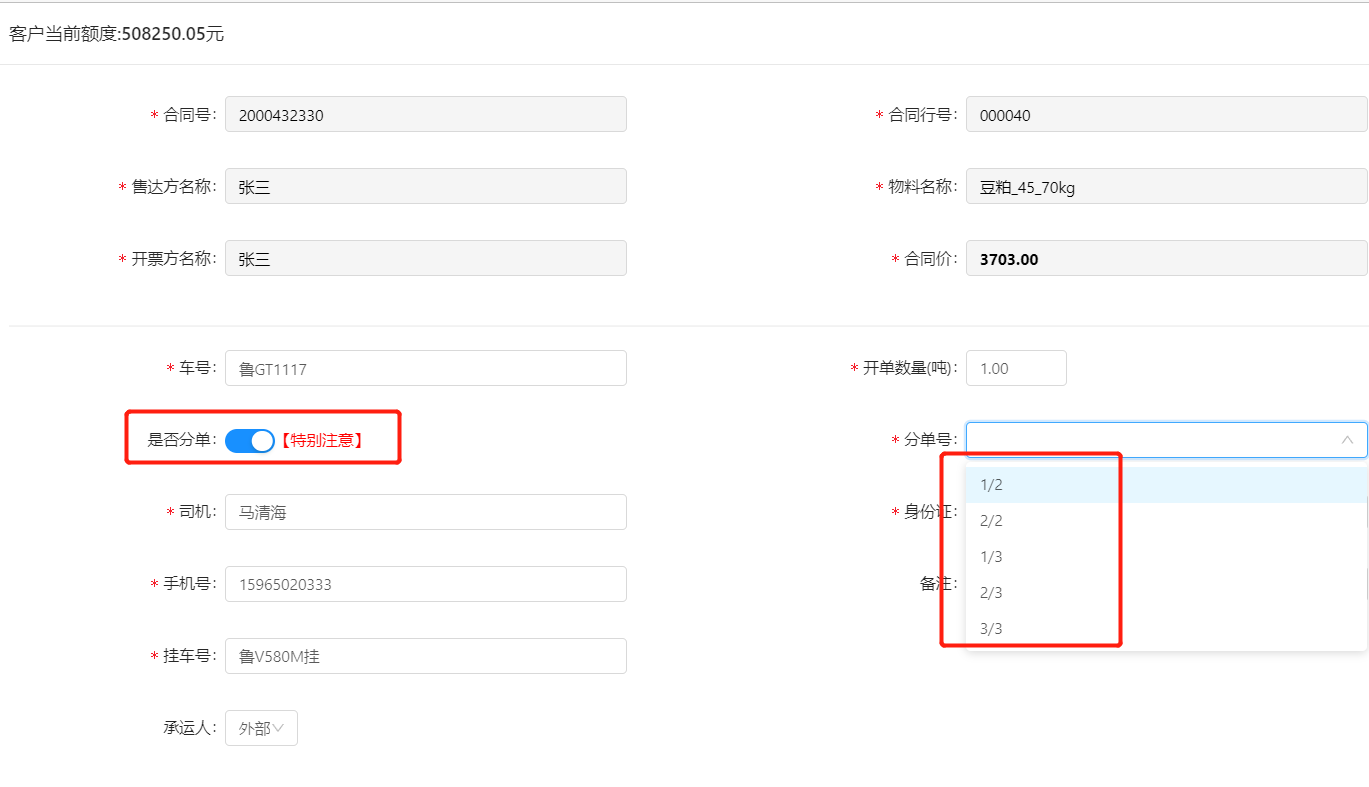 客户当前额度:508250.05元
* 合同号: 2000432330
* 合同行号: 000040
* 售达方名称: 张三
* 物料名称: 豆粕_45_70kg
* 开票方名称: 张三
* 合同价: 3703.00
* 车号: 鲁GT1117
* 开单数量(吨): 1.00
是否分单: 【特别注意】
* 分单号:
1/2
* 司机: 马清海
* 身份证:
2/2
1/3
* 手机号: 15965020333
备注:
2/3
3/3
* 挂车号: 鲁V580M挂
承运人: 外部